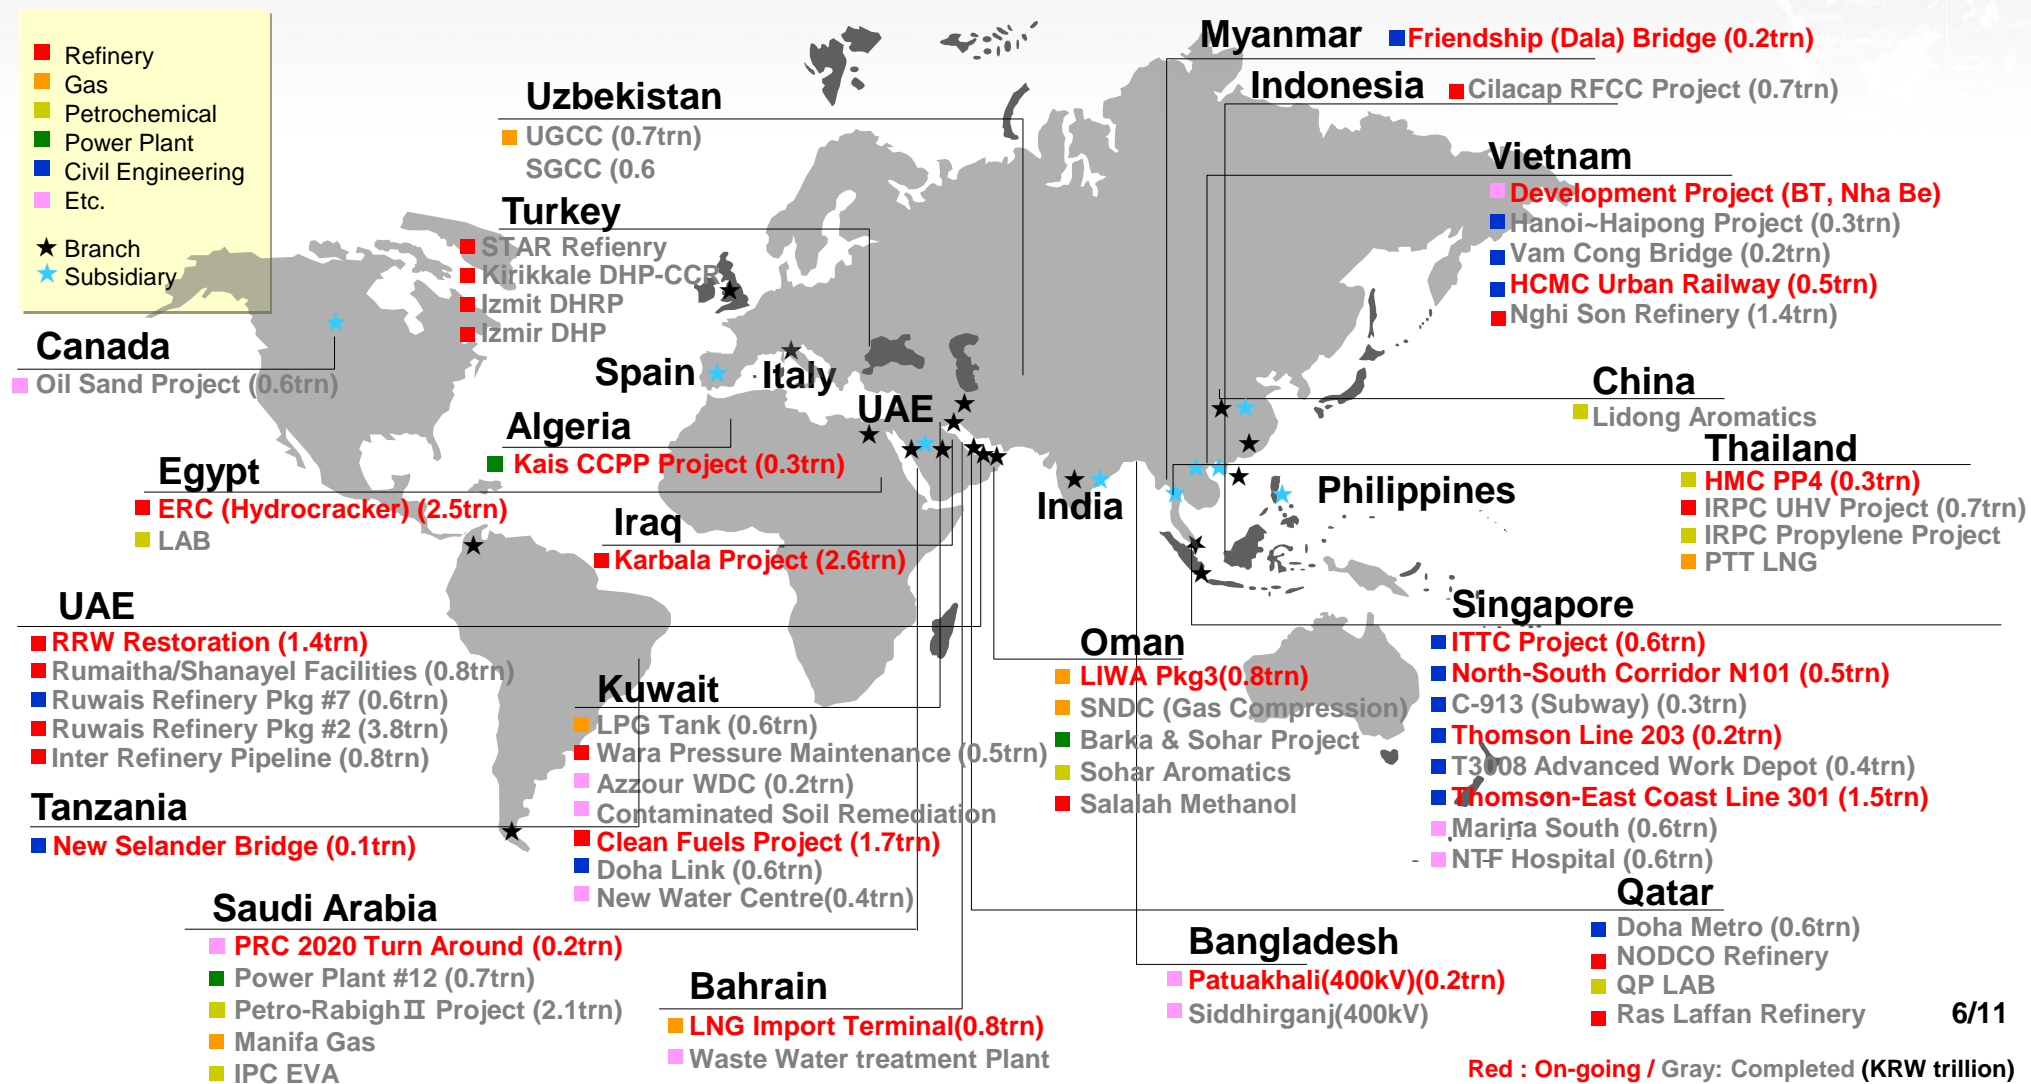 Refinery
Gas
Petrochemical
Power Plant
Civil Engineering
Etc.
Branch
Subsidiary
Canada
Oil Sand Project (0.6trn)
Uzbekistan
UGCC (0.7trn)
SGCC (0.6
Turkey
STAR Refienry
Kirikkale DHP-CCR
Izmit DHRP
Izmir DHP
Spain
Italy
UAE
Algeria
Kais CCPP Project (0.3trn)
Egypt
ERC (Hydrocracker) (2.5trn)
LAB
Iraq
Karbala Project (2.6trn)
Myanmar
Friendship (Dala) Bridge (0.2trn)
Indonesia
Cilacap RFCC Project (0.7trn)
Vietnam
Development Project (BT, Nha Be)
Hanoi~Haipong Project (0.3trn)
Vam Cong Bridge (0.2trn)
HCMC Urban Railway (0.5trn)
Nghi Son Refinery (1.4trn)
China
Lidong Aromatics
Thailand
HMC PP4 (0.3trn)
IRPC UHV Project (0.7trn)
IRPC Propylene Project
PTT LNG
India
Philippines
UAE
RRW Restoration (1.4trn)
Rumaitha/Shanayel Facilities (0.8trn)
Ruwais Refinery Pkg #7 (0.6trn)
Ruwais Refinery Pkg #2 (3.8trn)
Inter Refinery Pipeline (0.8trn)
Tanzania
New Selander Bridge (0.1trn)
Kuwait
LPG Tank (0.6trn)
Wara Pressure Maintenance (0.5trn)
Azzour WDC (0.2trn)
Contaminated Soil Remediation
Clean Fuels Project (1.7trn)
Doha Link (0.6trn)
New Water Centre(0.4trn)
Oman
LIWA Pkg3(0.8trn)
SNDC (Gas Compression)
Barka & Sohar Project
Sohar Aromatics
Salalah Methanol
Singapore
ITTC Project (0.6trn)
North-South Corridor N101 (0.5trn)
C-913 (Subway) (0.3trn)
Thomson Line 203 (0.2trn)
T3008 Advanced Work Depot (0.4trn)
Thomson-East Coast Line 301 (1.5trn)
Marina South (0.6trn)
NTF Hospital (0.6trn)
Saudi Arabia
PRC 2020 Turn Around (0.2trn)
Power Plant #12 (0.7trn)
Petro-RabighⅡ Project (2.1trn)
Manifa Gas
IPC EVA
Bahrain
LNG Import Terminal(0.8trn)
Waste Water treatment Plant
Bangladesh
Patuakhali(400kV)(0.2trn)
Siddhirganj(400kV)
Qatar
Doha Metro (0.6trn)
NODCO Refinery
QP LAB
Ras Laffan Refinery
6/11
Red : On-going / Gray: Completed (KRW trillion)